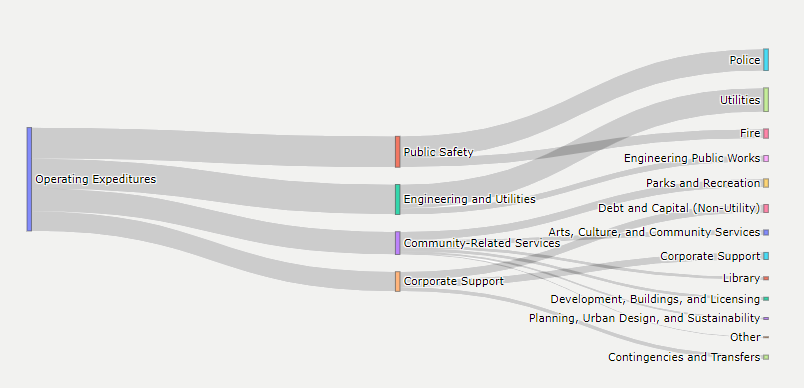 Operating Expeditures
Public Safety
Engineering and Utilities
Community-Related Services
Corporate Support
Police
Utilities
Fire
Engineering Public Works
Parks and Recreation
Debt and Capital (Non-Utility)
Arts, Culture, and Community Services
Corporate Support
Library
Development, Buildings, and Licensing
Planning, Urban Design, and Sustainability
Other
Contingencies and Transfers